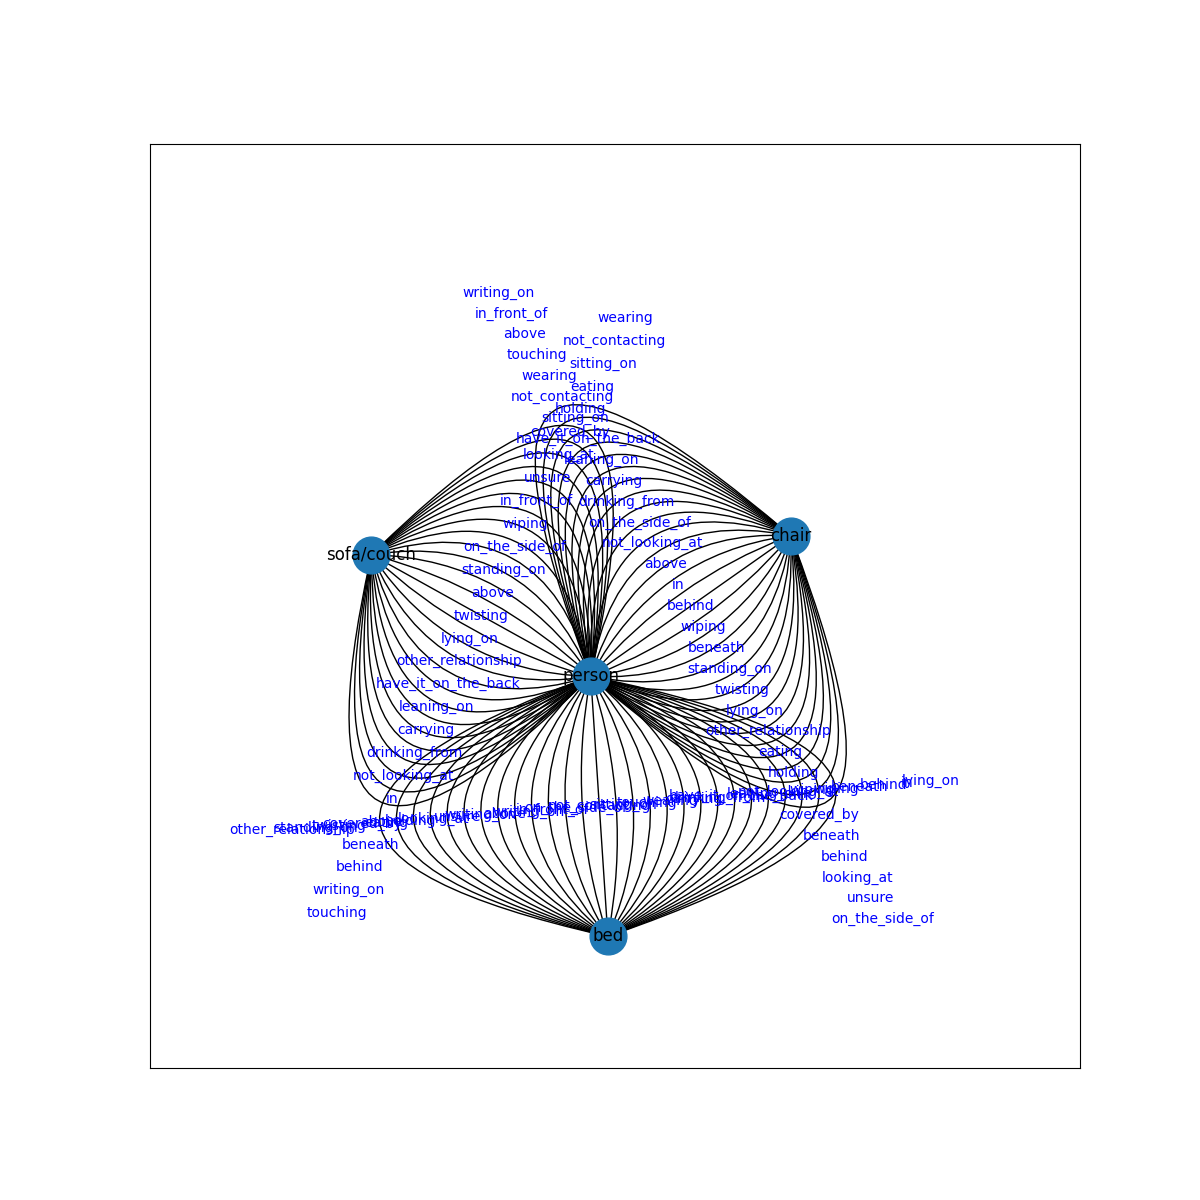 writing_on
in_front_of
wearing
above
not_contacting
touching
sitting_on
wearing
eating
not_contacting
holding
sitting_on
covered_by
have_it_on_the_back
looking_at
leaning_on
unsure
carrying
in_front_of
drinking_from
wiping
on_the_side_of
chair
on_the_side_of
not_looking_at
sofa/couch
standing_on
above
above
in
twisting
behind
lying_on
wiping
other_relationship
beneath
have_it_on_the_back
standing_on
person
leaning_on
twisting
carrying
lying_on
drinking_from
other_relationship
not_looking_at
eating
in
holding
lying_on
behind
beneath
covered_by
other_relationship
standing_on
beneath
beneath
behind
behind
writing_on
looking_at
touching
unsure
on_the_side_of
bed